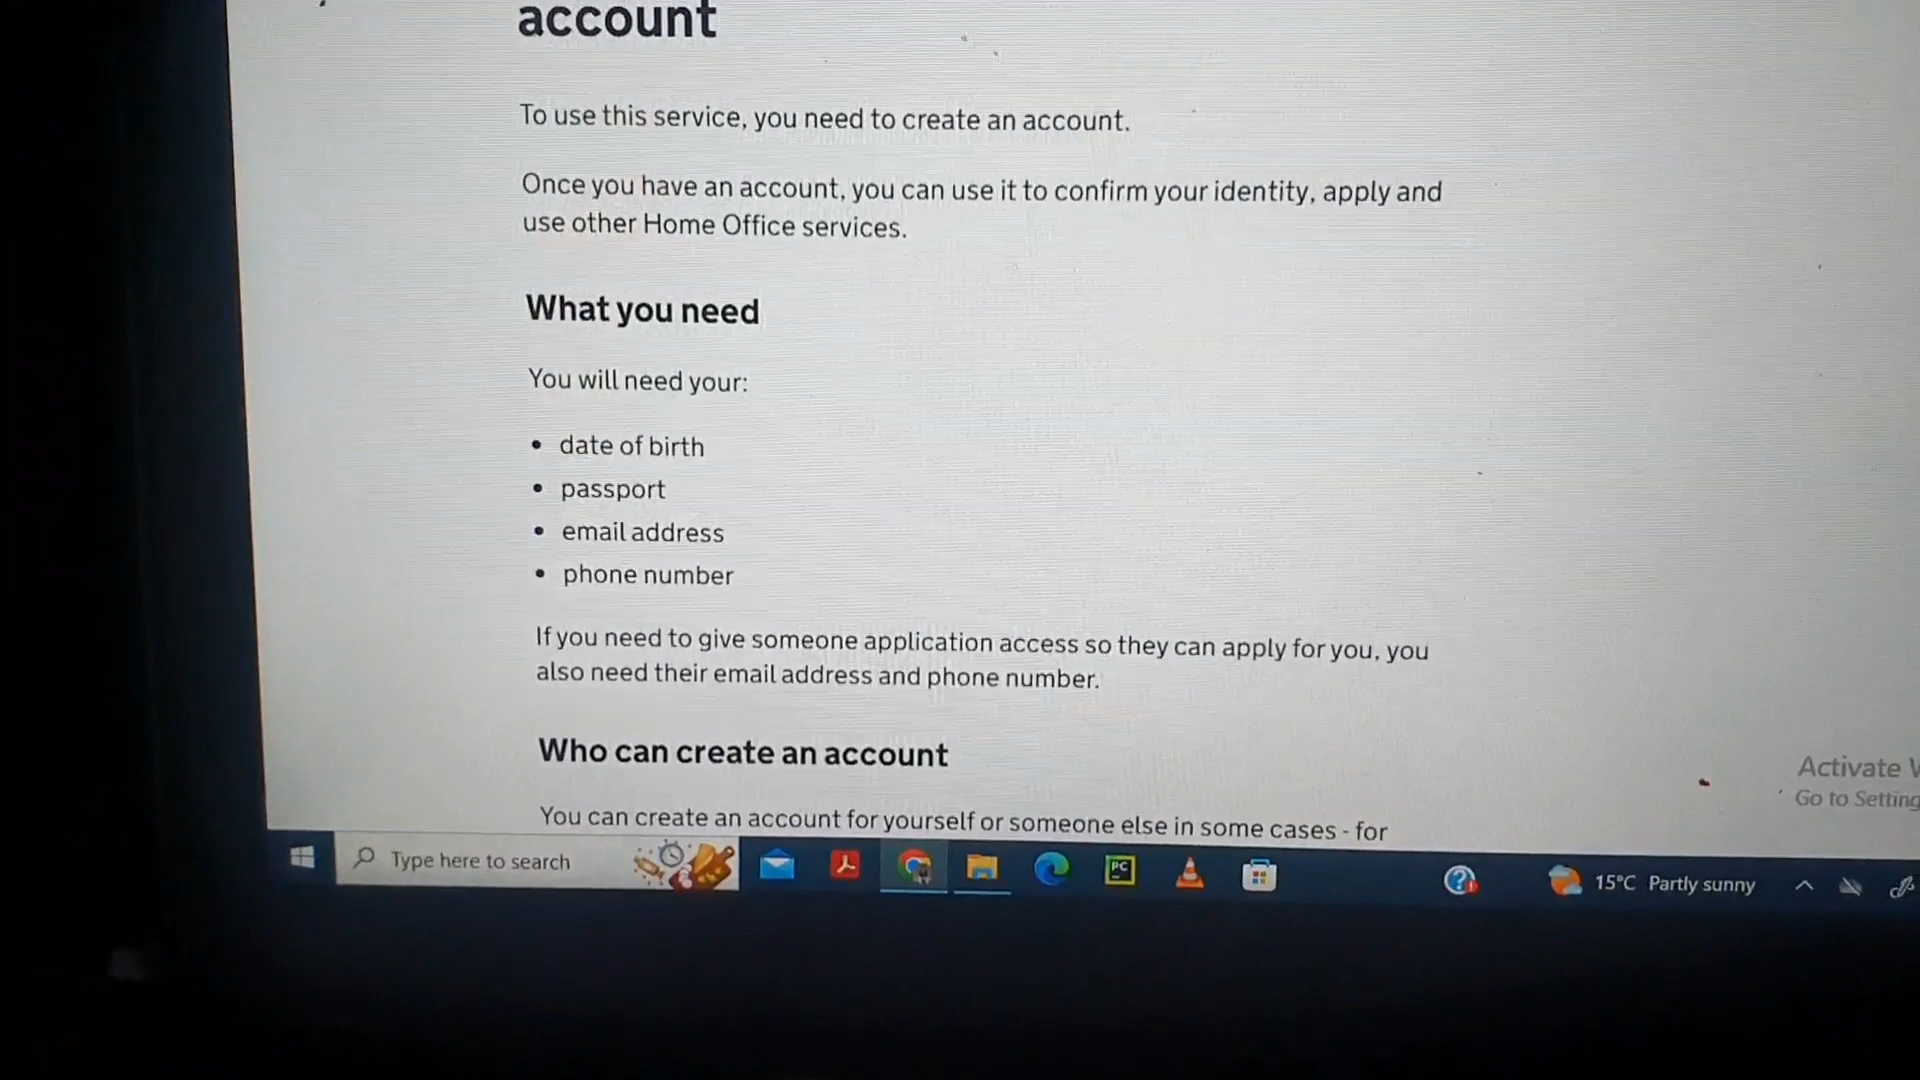 account
To use this service, you need to create an account.
Once you have an account, you can use it to confirm your identity, apply and
use other Home Office services.
What you need
You will need your:
• date of birth
• passport
• email address
• phone number
If you need to give someone application access so they can apply for you, you
also need their email address and phone number.
Who can create an account
You can create an account for yourself or someone else in some cases - for
Activate
Go to Setting
Type here to search
PC
15°C Partly sunny